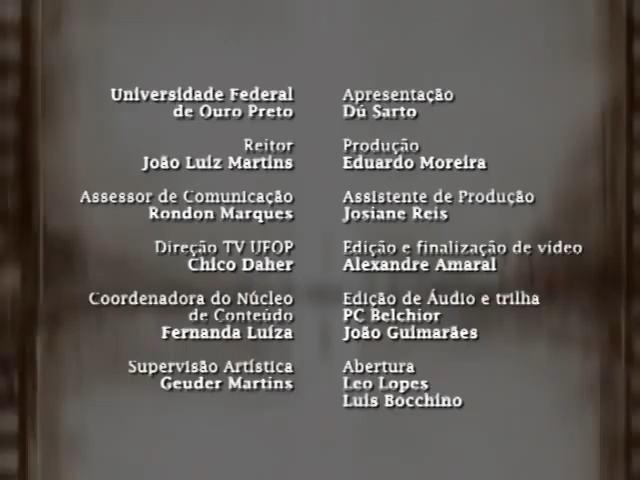 Universidade Federal
de Ouro Preto
Reitor
João Luiz Martins
Assessor de Comunicação
Rondon Marques
Direção TV UFOP
Chico Daher
Coordenadora do Núcleo
de Conteúdo
Fernanda Luíza
Supervisão Artística
Geuder Martins
Apresentação
Dú Sarto
Produção
Eduardo Moreira
Assistente de Produção
Josiane Reis
Edição e finalização de vídeo
Alexandre Amaral
Edição de Áudio e trilha
PC Belchior
João Guimarães
Abertura
Leo Lopes
Luis Bocchino